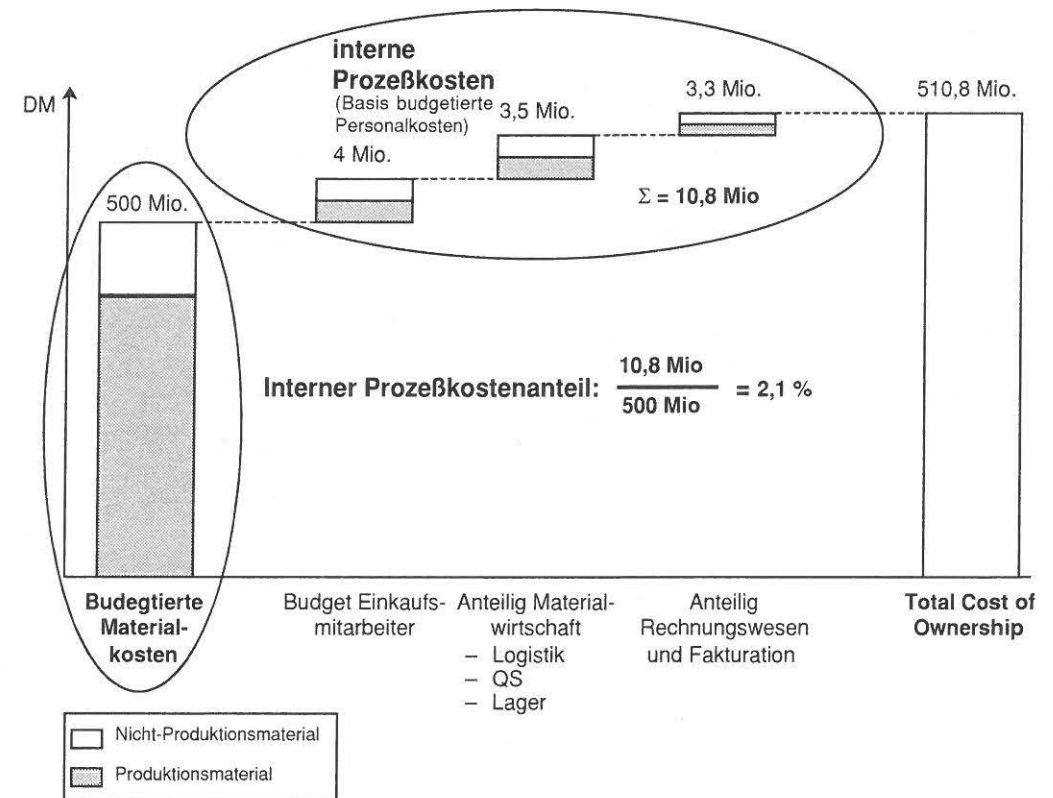 interne
Prozeßkosten
(Basis budgetierte
Personalkosten)
DM
500 Mio.
4 Mio.
3,5 Mio.
3,3 Mio.
510,8 Mio.
Σ = 10,8 Mio
Interner Prozeßkostenanteil:
10,8 Mio
500 Mio
= 2,1 %
Budegtierte
Material-
kosten
Budget Einkaufs-
mitarbeiter
Anteilig Material-
wirtschaft
– Logistik
– QS
– Lager
Anteilig
Rechnungswesen
und Fakturation
Total Cost of
Ownership
Nicht-Produktionsmaterial
Produktionsmaterial